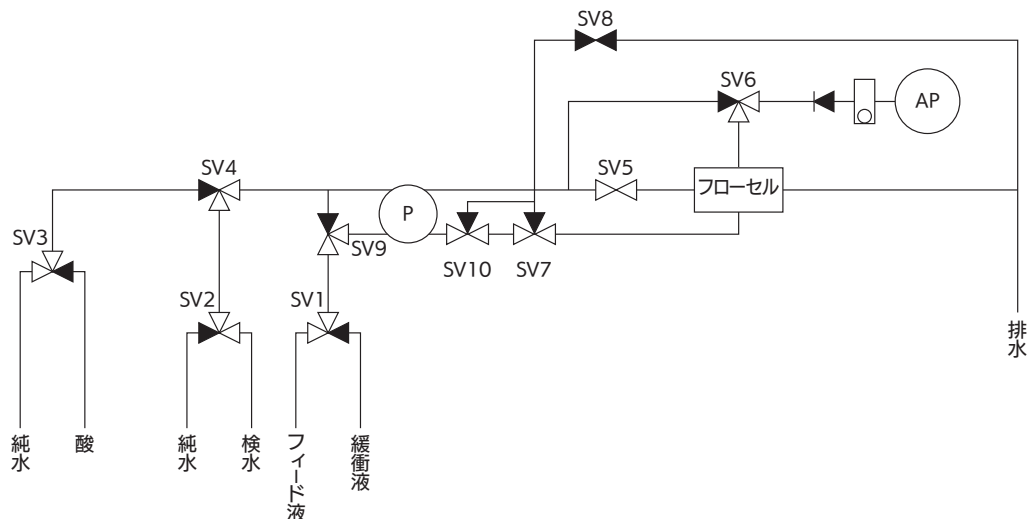 SV8
SV6
AP
SV4
SV5
フローセル
P
SV3
SV9
SV10
SV7
SV2
SV1
排水
純水
酸
純水
検水
フィード液
緩衝液